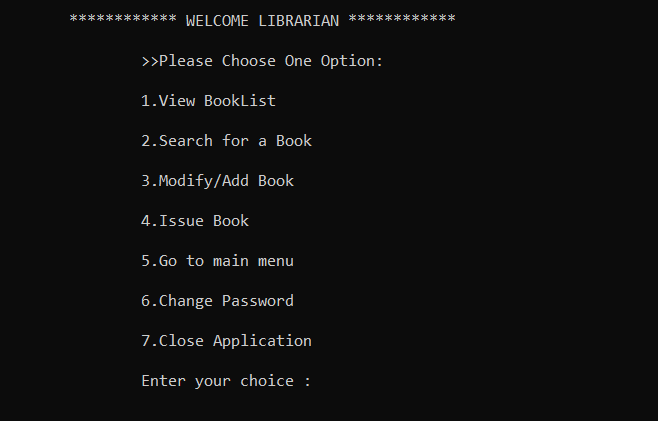 ************ WELCOME LIBRARIAN ************
>>Please Choose One Option:
1.View BookList
2.Search for a Book
3.Modify/Add Book
4.Issue Book
5.Go to main menu
6.Change Password
7.Close Application
Enter your choice :